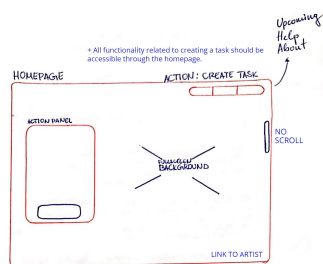 Upcoming
Help
About
+ All functionality related to creating a task should be
accessible through the homepage.
HOMEPAGE
ACTION: CREATE TASK
ACTION PANEL
NO
SCROLL
FULLSCREEN
BACKGROUND
LINK TO ARTIST